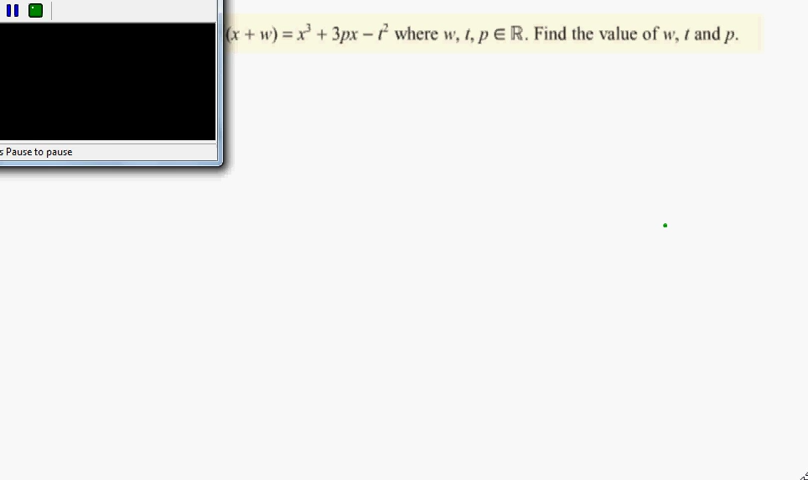 (x + w) = x³ + 3px − t² where w, t, p ∈ ℝ. Find the value of w, t and p.
s Pause to pause